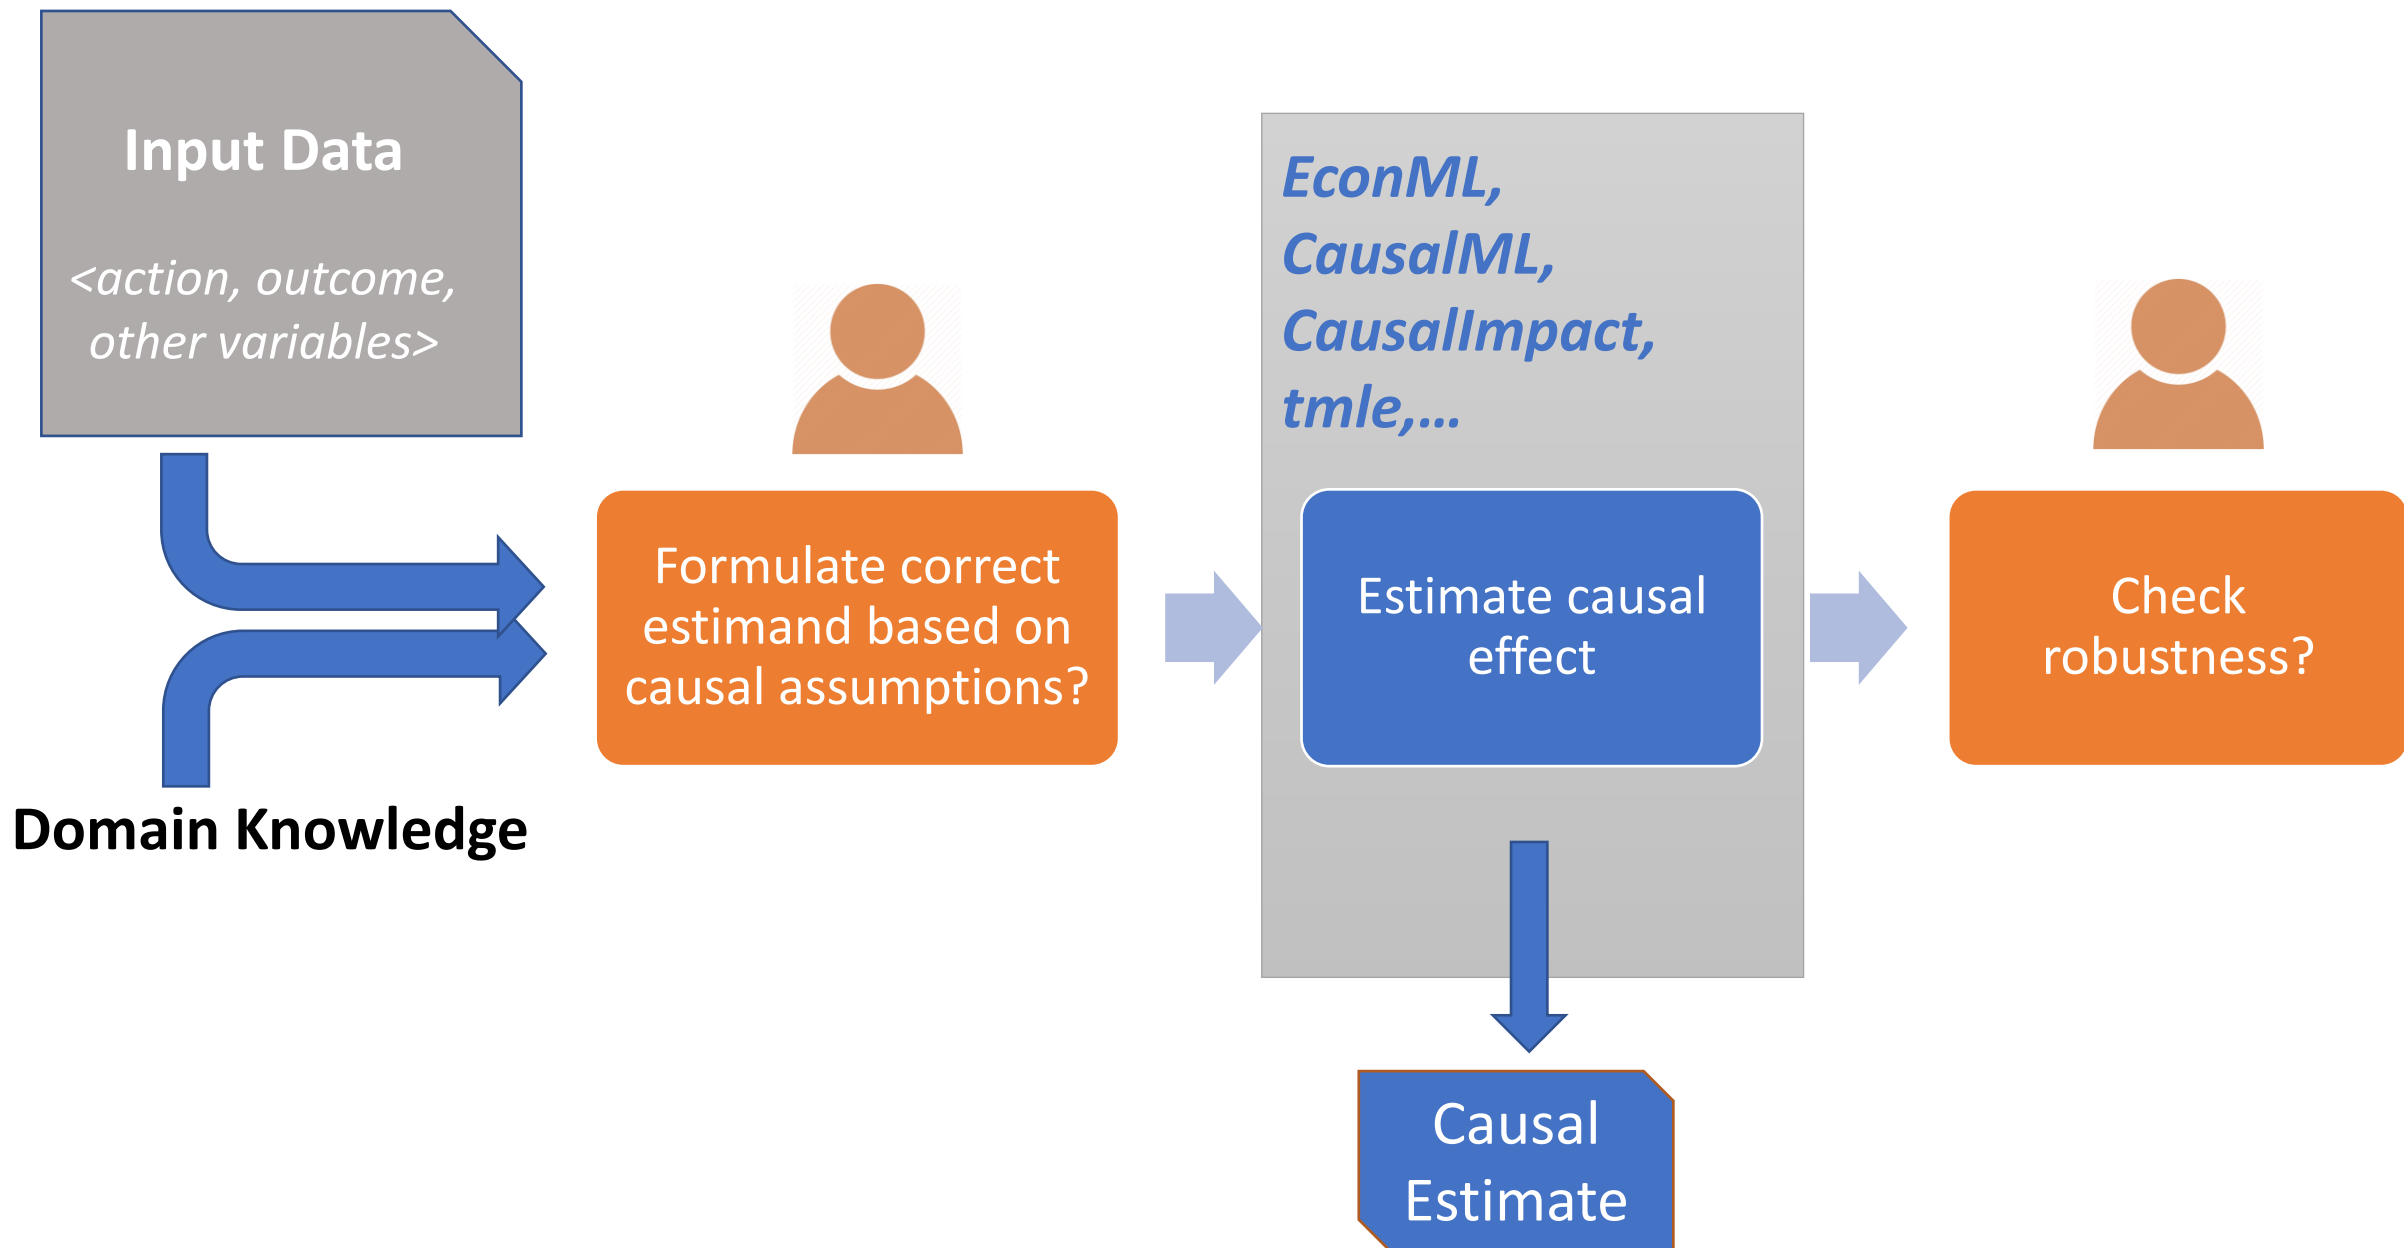 Input Data
<action, outcome,
other variables>
Domain Knowledge
Formulate correct
estimand based on
causal assumptions?
EconML,
CausalML,
CausalImpact,
tmle,...
Estimate causal
effect
Causal
Estimate
Check
robustness?